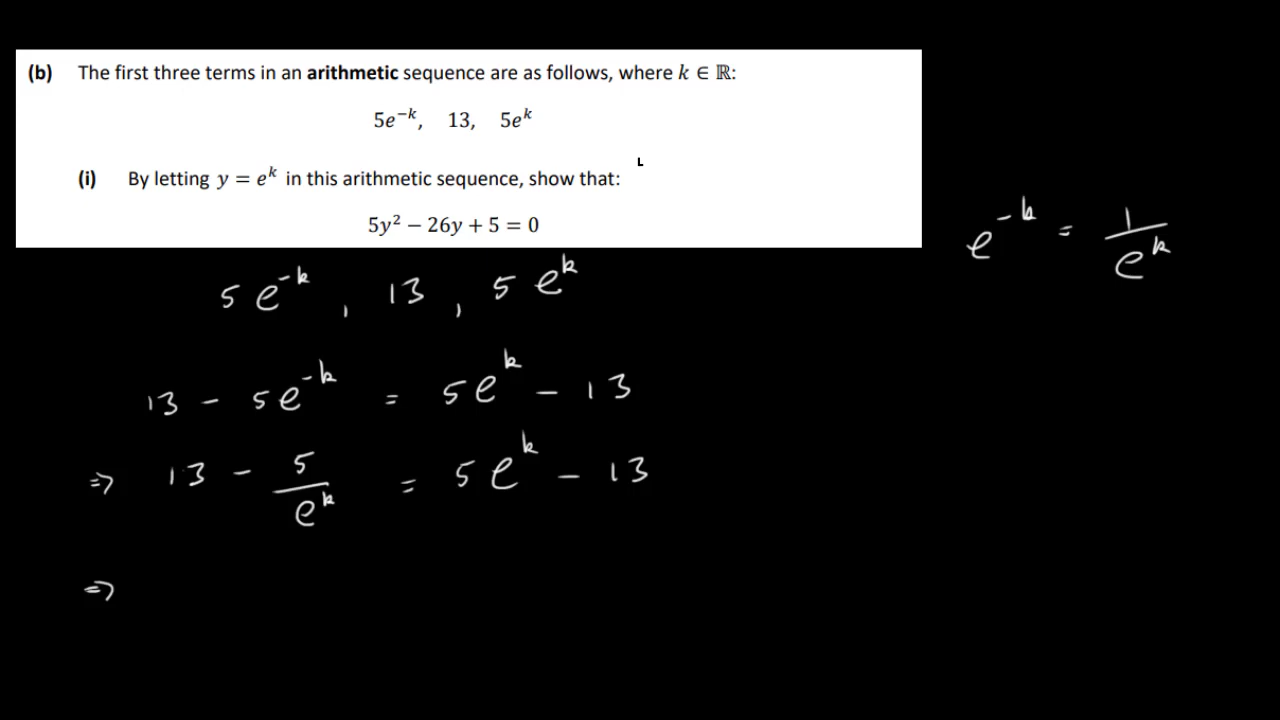 (b) The first three terms in an arithmetic sequence are as follows, where k ∈ ℝ:
5e⁻ᵏ, 13, 5eᵏ
(i) By letting y = eᵏ in this arithmetic sequence, show that:
5y² − 26y + 5 = 0
e⁻ᵏ = 1/eᵏ
5e⁻ᵏ, 13, 5eᵏ
13 − 5e⁻ᵏ = 5eᵏ − 13
⇒ 13 − 5/eᵏ = 5eᵏ − 13
⇒